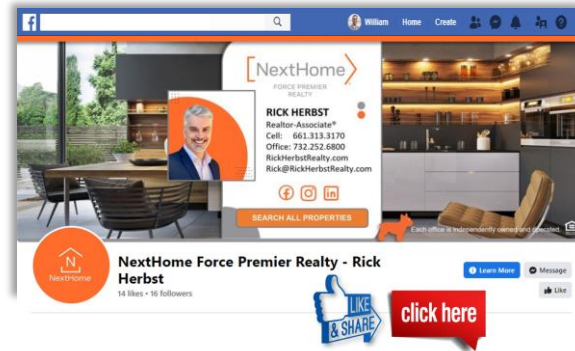 f
William Home Create
[NextHome
FORCE PREMIER
REALTY
RICK HERBST
Realtor-Associate®
Cell: 661.313.3170
Office: 732.252.6800
RickHerbstRealty.com
Rick@RickHerbstRealty.com
f in
SEARCH ALL PROPERTIES
Each office is independently owned and operated.
N
NextHome
NextHome Force Premier Realty - Rick
Herbst
14 likes • 16 followers
Learn More
Message
Like
LIKE
& SHARE
click here